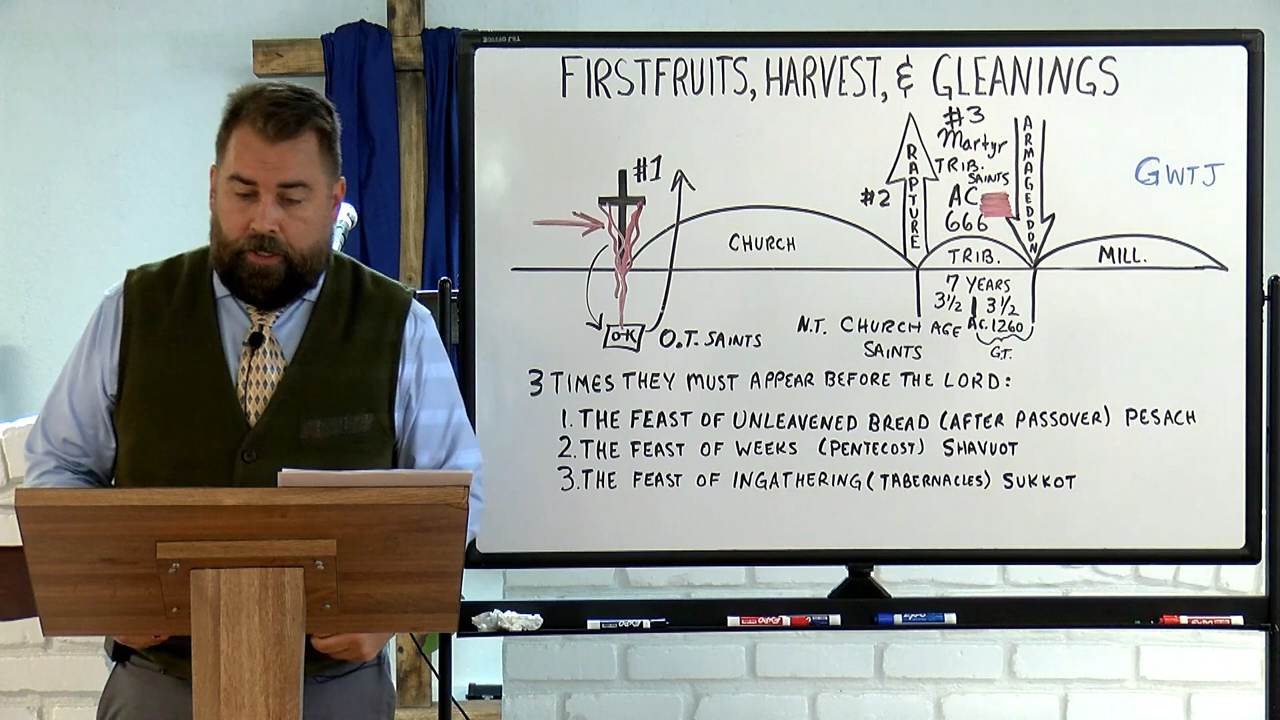 FIRSTFRUITS, HARVEST, & GLEANINGS
#1
#2
RAPTURE
#3
Martyr
TRIB.
SAINTS
AC
666
ARMAGEDDON
GWTJ
CHURCH
TRIB.
MILL.
7 YEARS
3½ 3½
AC. 1260
G.T.
O-K
O.T. SAINTS
N.T. CHURCH AGE
SAINTS
3 TIMES THEY MUST APPEAR BEFORE THE LORD:
1. THE FEAST OF UNLEAVENED BREAD (AFTER PASSOVER) PESACH
2. THE FEAST OF WEEKS (PENTECOST) SHAVUOT
3. THE FEAST OF INGATHERING (TABERNACLES) SUKKOT